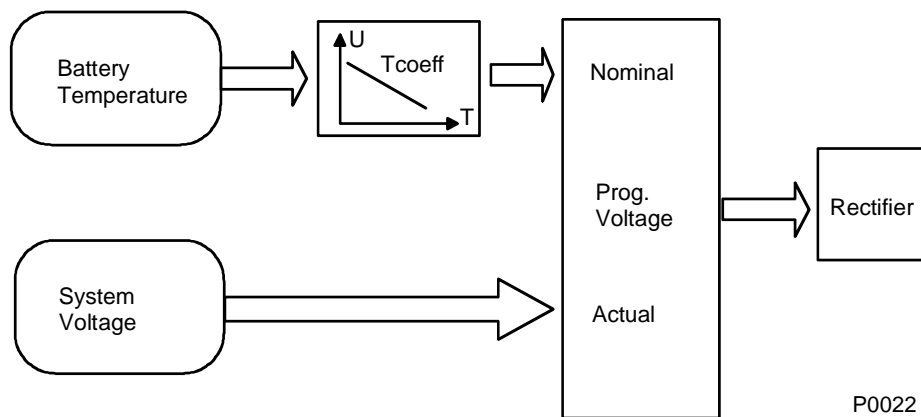 Battery
Temperature
U
Tcoeff
T
Nominal
Prog.
Voltage
Rectifier
System
Voltage
Actual
P0022